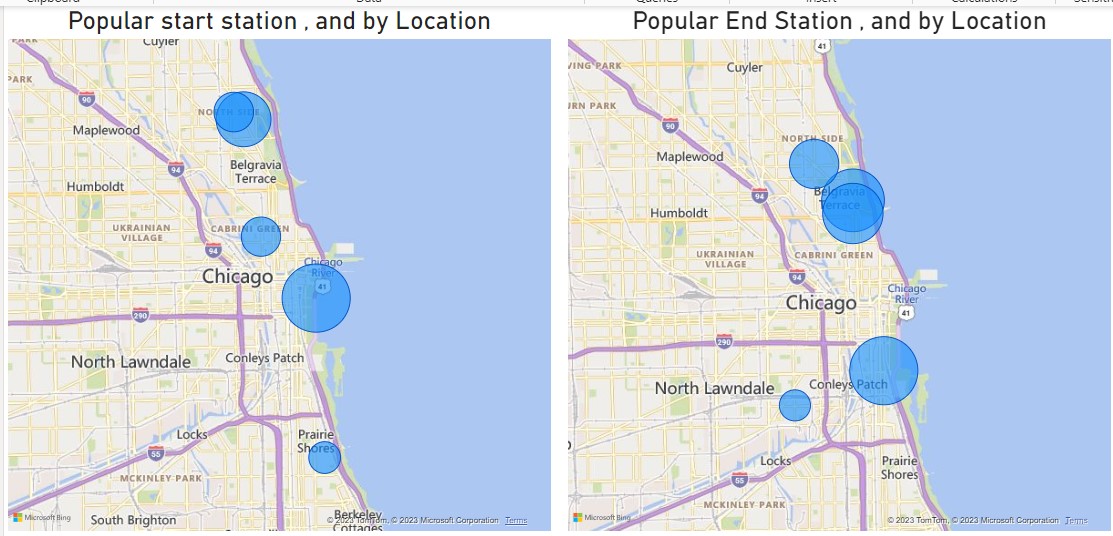 Clipboard
Data
Queries
Insert
Calculations
Popular start station , and by Location
PARK
Cuyler
PARK
90
NORTH SIDE
Maplewood
94
Belgravia
Terrace
Humboldt
UKRAINIAN
VILLAGE
CABRINI GREEN
94
Chicago
Chicago
River
41
290
North Lawndale
Conleys Patch
Locks
Prairie
Shores
55
MCKINLEY PARK
South Brighton
Berkeley
Cottages
Microsoft Bing
© 2023 TomTom, © 2023 Microsoft Corporation Terms
Popular End Station , and by Location
41
VING PARK
Cuyler
URN PARK
90
NORTH SIDE
Maplewood
94
Belgravia
Terrace
Humboldt
UKRAINIAN
VILLAGE
CABRINI GREEN
94
Chicago
Chicago
River
41
290
North Lawndale
Conleys Patch
Locks
Prairie
Shores
55
MCKINLEY PARK
Microsoft Bing
© 2023 TomTom, © 2023 Microsoft Corporation Terms